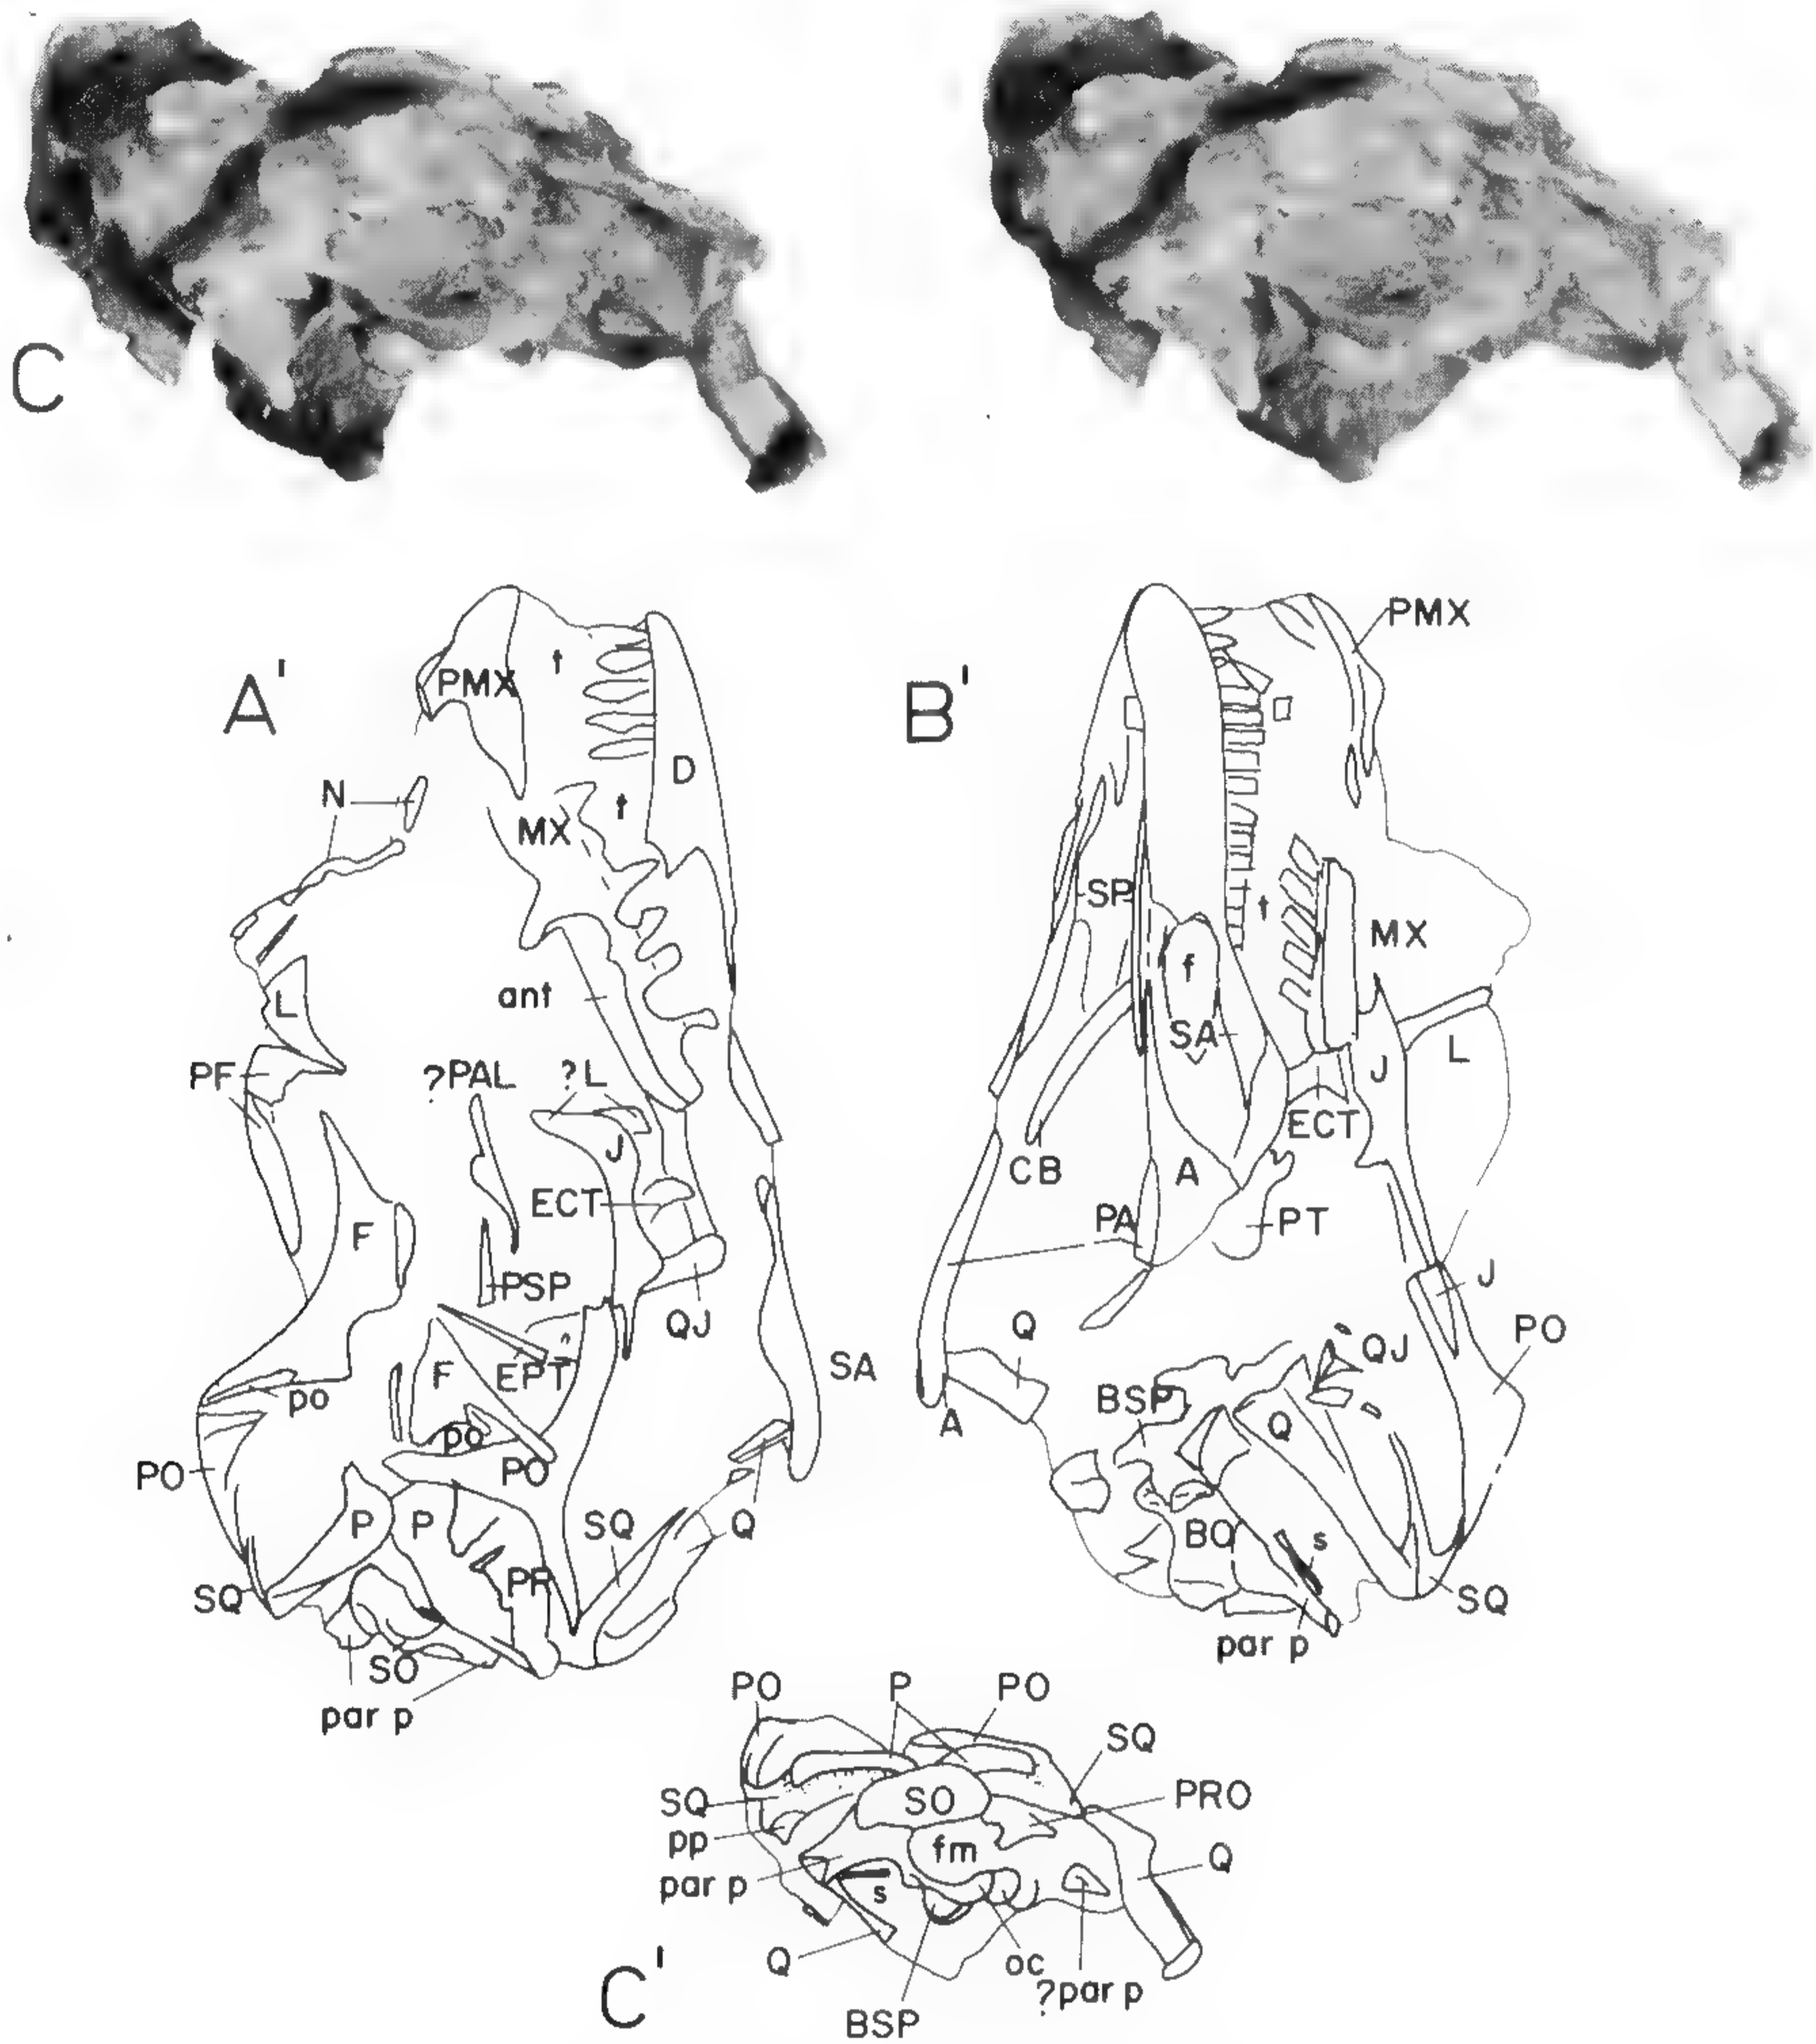 C
A'
PMX
t
D
N
MX
t
L
ant
PF
?PAL
?L
J
ECT
F
PSP
QJ
F
EPT
SA
po
po
PO
PO
P
P
SQ
Q
SQ
PR
SO
par p
B'
PMX
SP
t
MX
f
SA
L
J
ECT
CB
A
PA
PT
J
Q
PO
QJ
BSP
Q
A
BO
s
SQ
par p
PO
P
PO
SQ
SQ
SO
PRO
pp
fm
Q
par p
s
Q
oc
?par p
C'
BSP